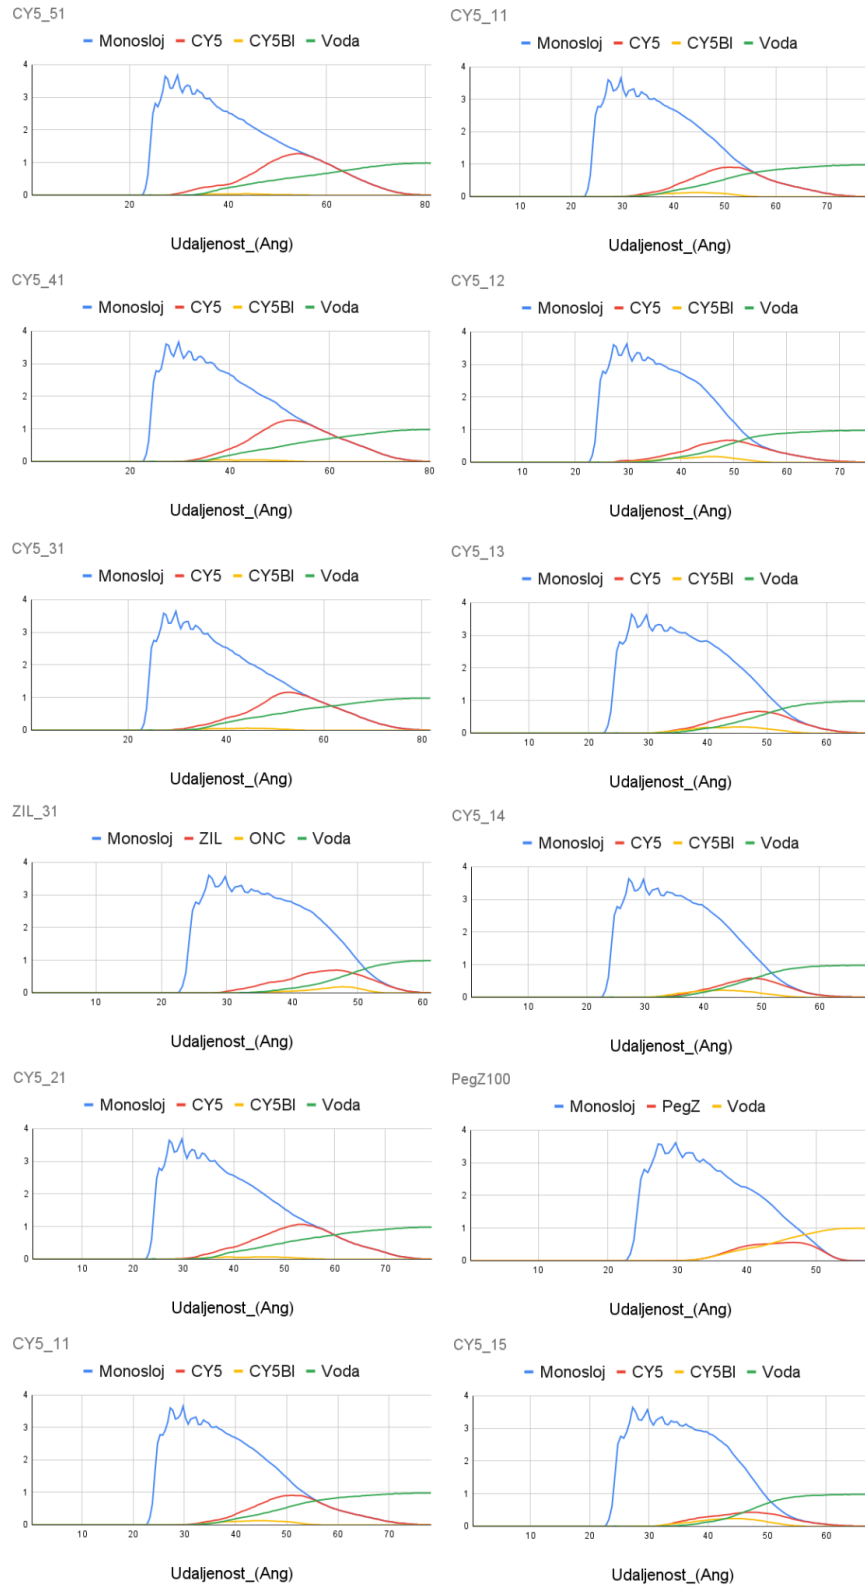 CY5_51
Monosloj CY5 CY5Bl Voda
4
3
2
1
0
20 40 60 80
Udaljenost_(Ang)
CY5_11
Monosloj CY5 CY5Bl Voda
4
3
2
1
0
10 20 30 40 50 60 70
Udaljenost_(Ang)
CY5_41
Monosloj CY5 CY5Bl Voda
4
3
2
1
0
20 40 60 80
Udaljenost_(Ang)
CY5_12
Monosloj CY5 CY5Bl Voda
4
3
2
1
0
10 20 30 40 50 60 70
Udaljenost_(Ang)
CY5_31
Monosloj CY5 CY5Bl Voda
4
3
2
1
0
20 40 60 80
Udaljenost_(Ang)
CY5_13
Monosloj CY5 CY5Bl Voda
4
3
2
1
0
10 20 30 40 50 60
Udaljenost_(Ang)
ZIL_31
Monosloj ZIL ONC Voda
4
3
2
1
0
10 20 30 40 50 60
Udaljenost_(Ang)
CY5_14
Monosloj CY5 CY5Bl Voda
4
3
2
1
0
10 20 30 40 50 60
Udaljenost_(Ang)
CY5_21
Monosloj CY5 CY5Bl Voda
4
3
2
1
0
10 20 30 40 50 60 70
Udaljenost_(Ang)
PegZ100
Monosloj PegZ Voda
4
3
2
1
0
10 20 30 40 50
Udaljenost_(Ang)
CY5_11
Monosloj CY5 CY5Bl Voda
4
3
2
1
0
10 20 30 40 50 60 70
Udaljenost_(Ang)
CY5_15
Monosloj CY5 CY5Bl Voda
4
3
2
1
0
10 20 30 40 50 60
Udaljenost_(Ang)